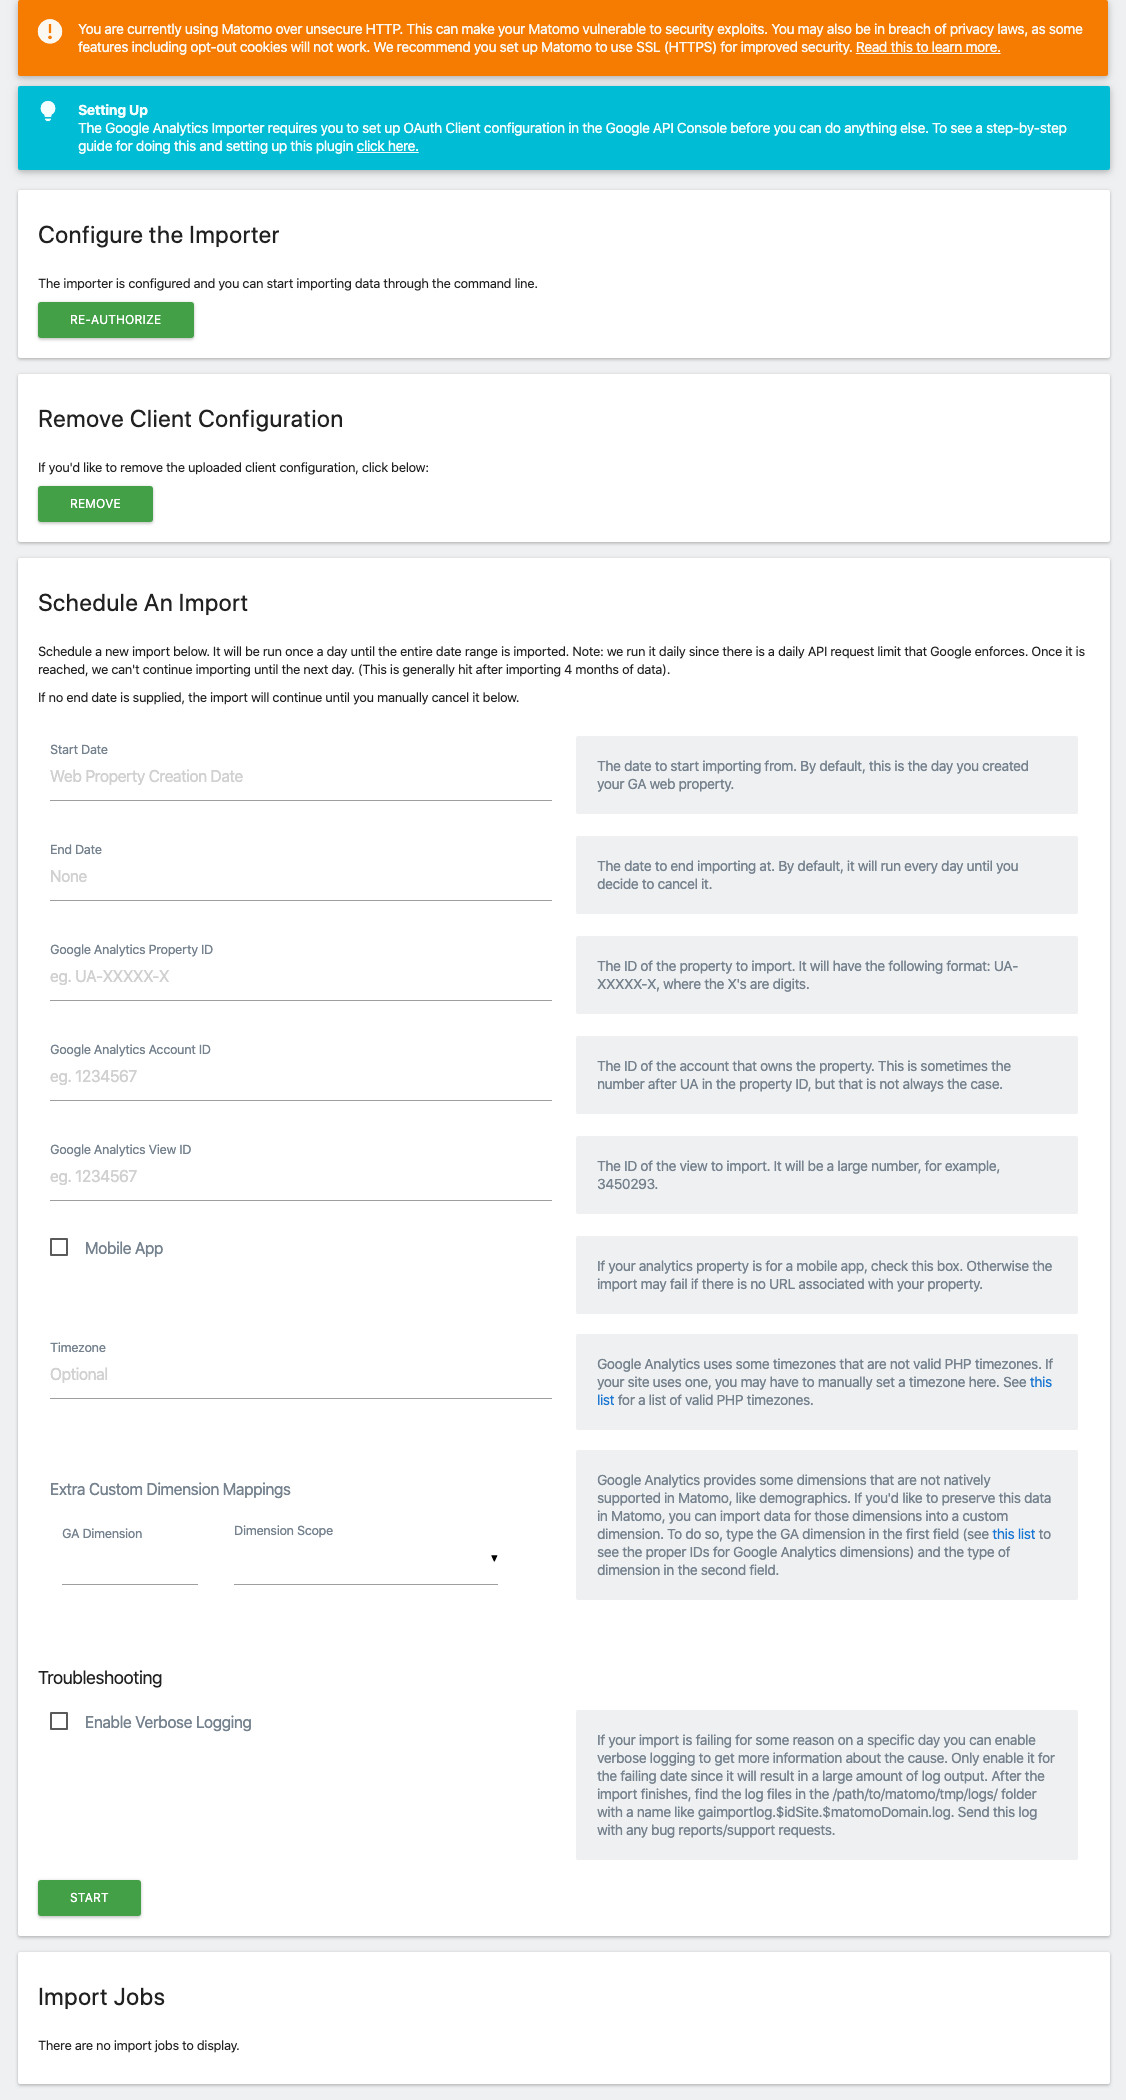 You are currently using Matomo over unsecure HTTP. This can make your Matomo vulnerable to security exploits. You may also be in breach of privacy laws, as some
features including opt-out cookies will not work. We recommend you set up Matomo to use SSL (HTTPS) for improved security. Read this to learn more.
Setting Up
The Google Analytics Importer requires you to set up OAuth Client configuration in the Google API Console before you can do anything else. To see a step-by-step
guide for doing this and setting up this plugin click here.
Configure the Importer
The importer is configured and you can start importing data through the command line.
RE-AUTHORIZE
Remove Client Configuration
If you'd like to remove the uploaded client configuration, click below:
REMOVE
Schedule An Import
Schedule a new import below. It will be run once a day until the entire date range is imported. Note: we run it daily since there is a daily API request limit that Google enforces. Once it is
reached, we can't continue importing until the next day. (This is generally hit after importing 4 months of data).
If no end date is supplied, the import will continue until you manually cancel it below.
Start Date
Web Property Creation Date
The date to start importing from. By default, this is the day you created
your GA web property.
End Date
None
The date to end importing at. By default, it will run every day until you
decide to cancel it.
Google Analytics Property ID
eg. UA-XXXXX-X
The ID of the property to import. It will have the following format: UA-
XXXXX-X, where the X's are digits.
Google Analytics Account ID
eg. 1234567
The ID of the account that owns the property. This is sometimes the
number after UA in the property ID, but that is not always the case.
Google Analytics View ID
eg. 1234567
The ID of the view to import. It will be a large number, for example,
3450293.
Mobile App
If your analytics property is for a mobile app, check this box. Otherwise the
import may fail if there is no URL associated with your property.
Timezone
Optional
Google Analytics uses some timezones that are not valid PHP timezones. If
your site uses one, you may have to manually set a timezone here. See this
list for a list of valid PHP timezones.
Extra Custom Dimension Mappings
GA Dimension
Dimension Scope
Google Analytics provides some dimensions that are not natively
supported in Matomo, like demographics. If you'd like to preserve this data
in Matomo, you can import data for those dimensions into a custom
dimension. To do so, type the GA dimension in the first field (see this list to
see the proper IDs for Google Analytics dimensions) and the type of
dimension in the second field.
Troubleshooting
Enable Verbose Logging
If your import is failing for some reason on a specific day you can enable
verbose logging to get more information about the cause. Only enable it for
the failing date since it will result in a large amount of log output. After the
import finishes, find the log files in the /path/to/matomo/tmp/logs/ folder
with a name like gaimportlog.$idSite.$matomoDomain.log. Send this log
with any bug reports/support requests.
START
Import Jobs
There are no import jobs to display.